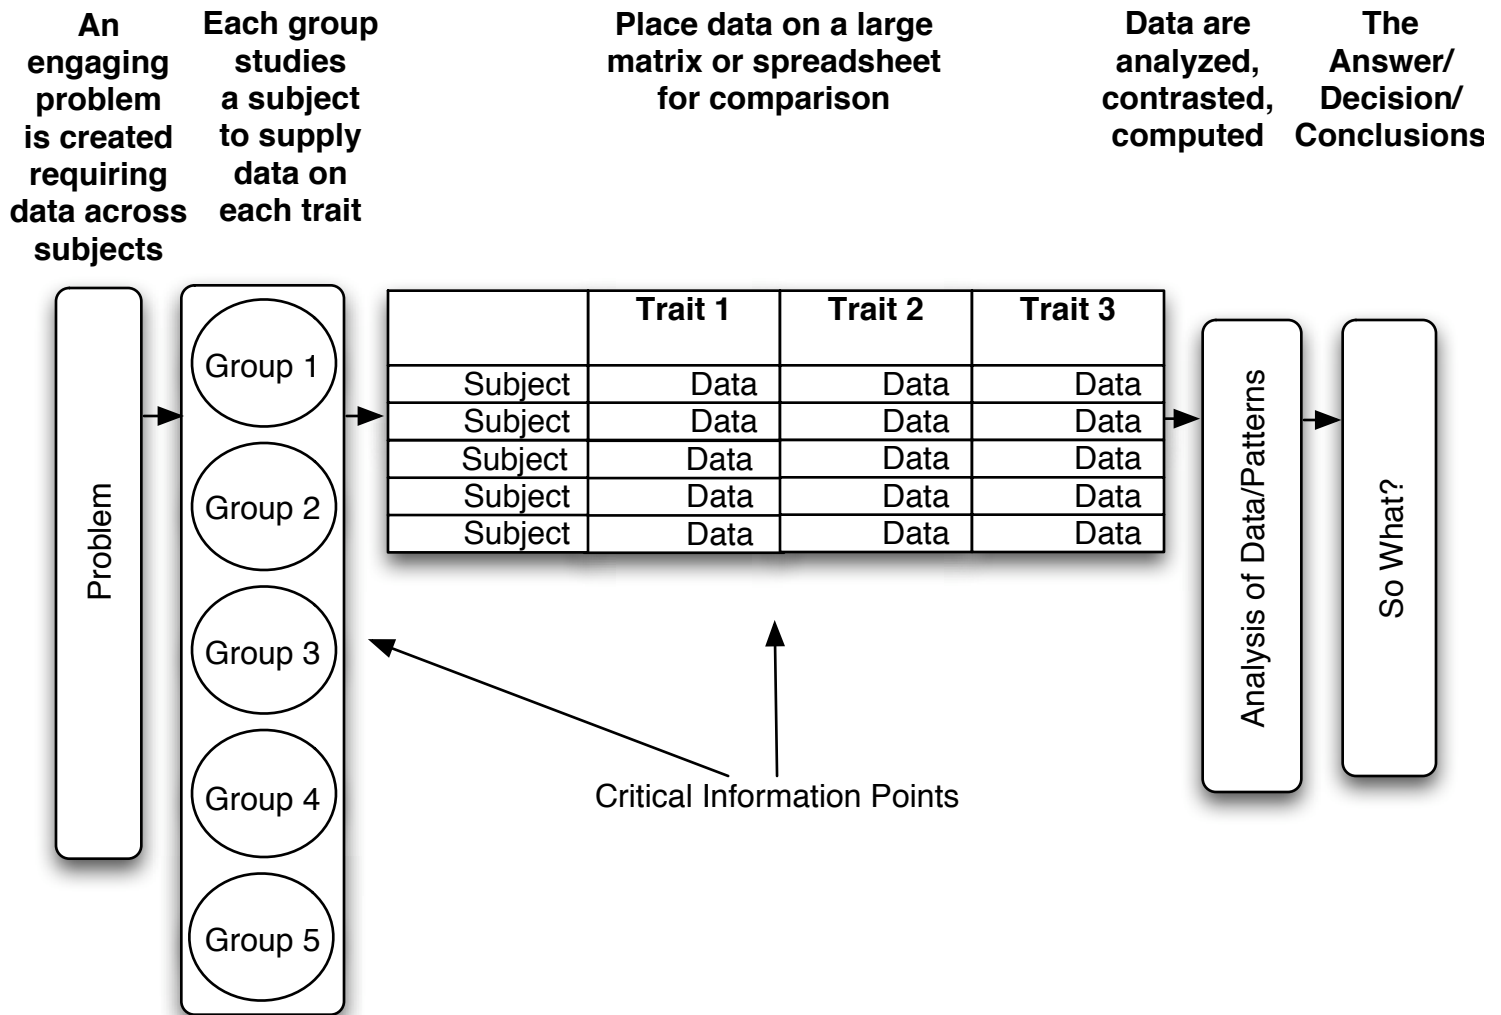 An
engaging
problem
is created
requiring
data across
subjects
Each group
studies
a subject
to supply
data on
each trait
Place data on a large
matrix or spreadsheet
for comparison
Data are
analyzed,
contrasted,
computed
The
Answer/
Decision/
Conclusions
Problem
Group 1
Group 2
Group 3
Group 4
Group 5
Trait 1 Trait 2 Trait 3
Subject Data Data Data
Subject Data Data Data
Subject Data Data Data
Subject Data Data Data
Subject Data Data Data
Critical Information Points
Analysis of Data/Patterns
So What?